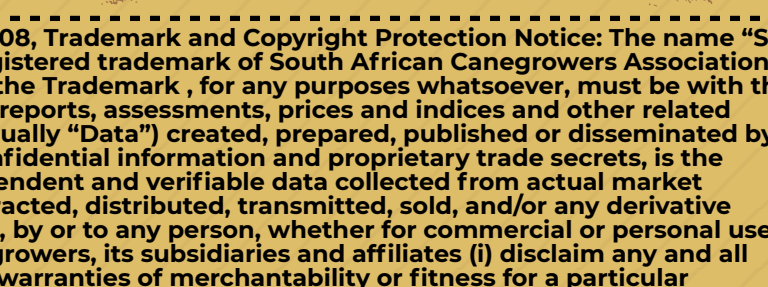 08, Trademark and Copyright Protection Notice: The name “S
gistered trademark of South African Canegrowers Association
the Trademark , for any purposes whatsoever, must be with th
reports, assessments, prices and indices and other related
ually “Data”) created, prepared, published or disseminated by
nfidential information and proprietary trade secrets, is the
endent and verifiable data collected from actual market
racted, distributed, transmitted, sold, and/or any derivative
, by or to any person, whether for commercial or personal use
growers, its subsidiaries and affiliates (i) disclaim any and all
warranties of merchantability or fitness for a particular